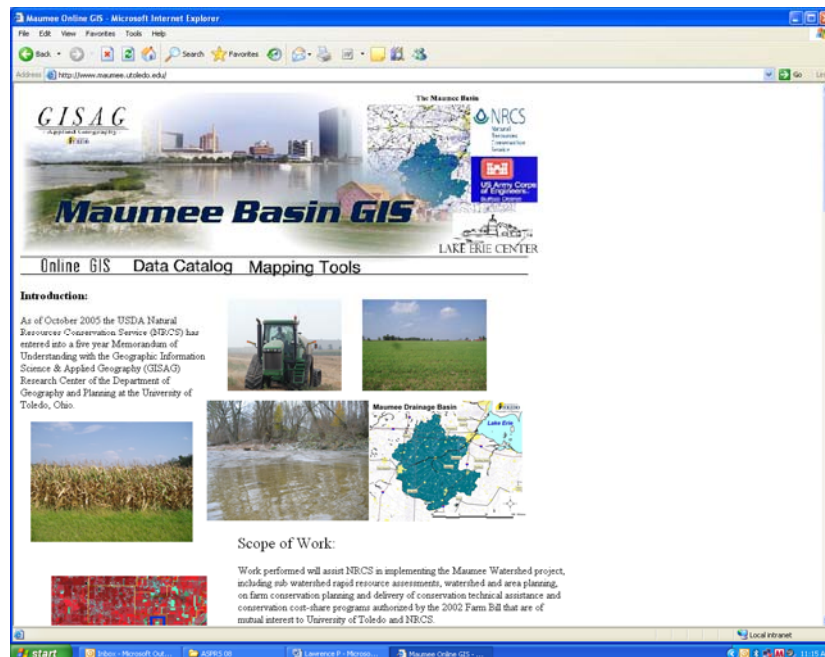 Maumee Online GIS - Microsoft Internet Explorer
File Edit View Favorites Tools Help
Back Search Favorites
Address http://www.maumee.utoledo.edu/ Go
GISAG
Applied Geography
The Maumee Basin
NRCS
Natural
Resources
Conservation
Service
US Army Corps
of Engineers
Buffalo District
Maumee Basin GIS
LAKE ERIE CENTER
Online GIS Data Catalog Mapping Tools
Introduction:
As of October 2005 the USDA Natural
Resources Conservation Service (NRCS) has
entered into a five year Memorandum of
Understanding with the Geographic Information
Science & Applied Geography (GISAG)
Research Center of the Department of
Geography and Planning at the University of
Toledo, Ohio.
Maumee Drainage Basin
Lake Erie
Scope of Work:
Work performed will assist NRCS in implementing the Maumee Watershed project,
including sub watershed rapid resource assessments, watershed and area planning,
on farm conservation planning and delivery of conservation technical assistance and
conservation cost-share programs authorized by the 2002 Farm Bill that are of
mutual interest to University of Toledo and NRCS.
Local intranet
start Inbox - Microsoft Out... ASPRS 08 Lawrence P - Microso... Maumee Online GIS - ... 11:15 A